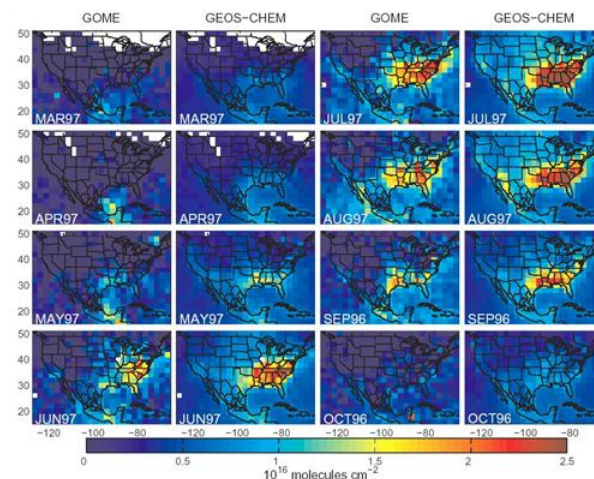 GOME GEOS-CHEM GOME GEOS-CHEM
50
40
30
20
MAR97 MAR97 JUL97 JUL97
50
40
30
20
APR97 APR97 AUG97 AUG97
50
40
30
20
MAY97 MAY97 SEP96 SEP96
50
40
30
20
JUN97 JUN97 OCT96 OCT96
−120 −100 −80 −120 −100 −80 −120 −100 −80 −120 −100 −80
0 0.5 1 1.5 2 2.5
10^16 molecules cm^−2